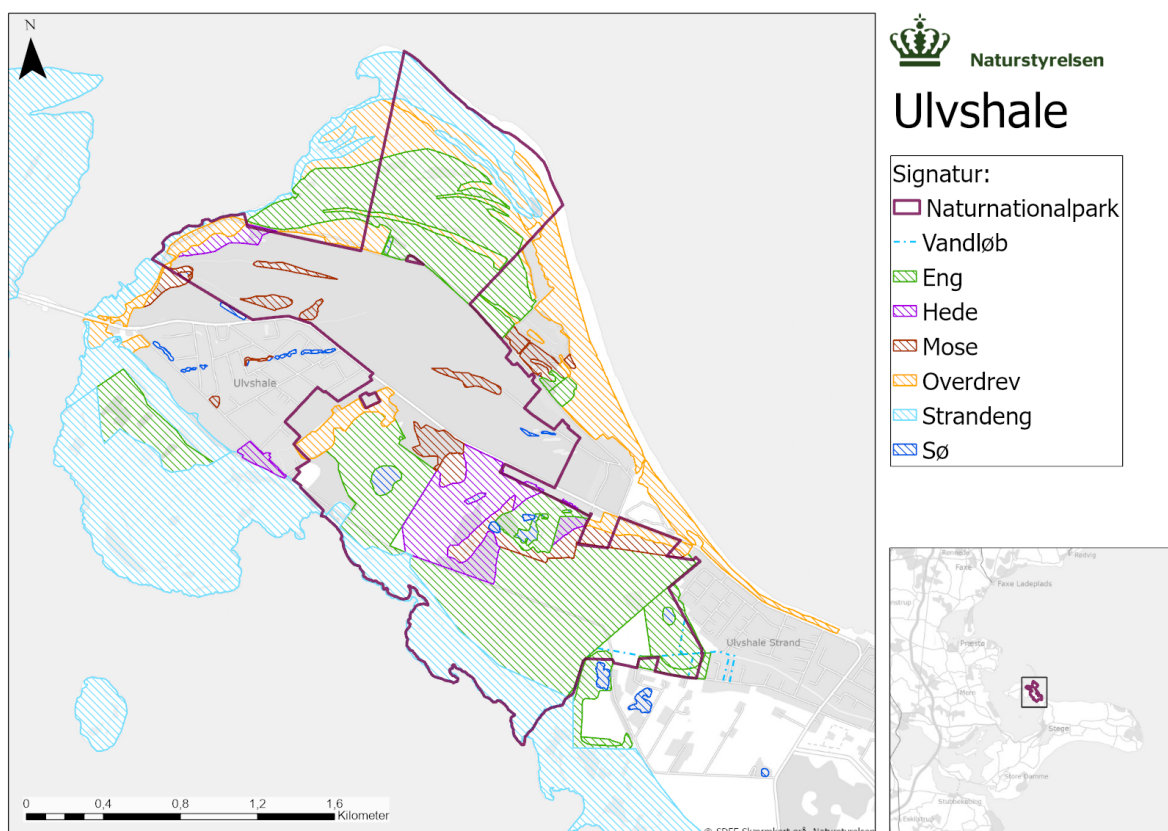 N
Ulvshale
Ulvshale Strand
0
0,4
0,8
1,2
1,6
Kilometer
Naturstyrelsen
Ulvshale
Signatur:
Naturnationalpark
Vandløb
Eng
Hede
Mose
Overdrev
Strandeng
Sø
Faxe
Rødvig
Faxe Ladeplads
Præstø
Stege